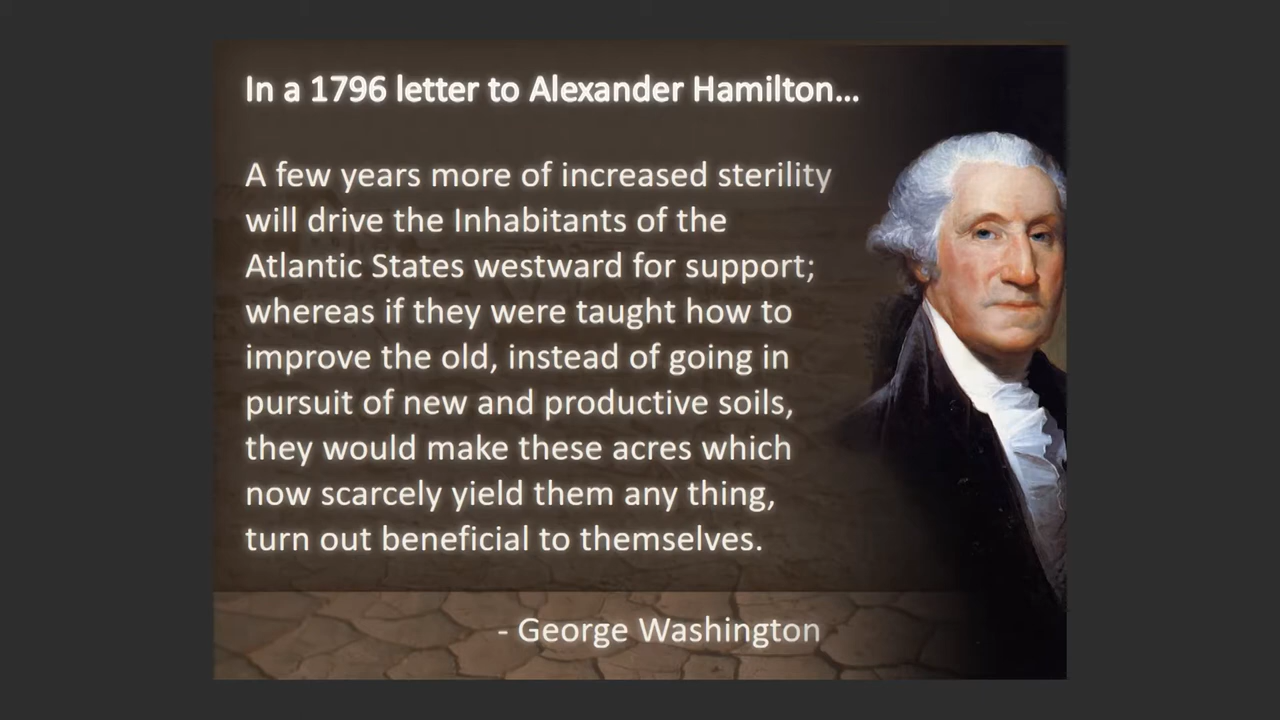 In a 1796 letter to Alexander Hamilton…
A few years more of increased sterility
will drive the Inhabitants of the
Atlantic States westward for support;
whereas if they were taught how to
improve the old, instead of going in
pursuit of new and productive soils,
they would make these acres which
now scarcely yield them any thing,
turn out beneficial to themselves.
- George Washington